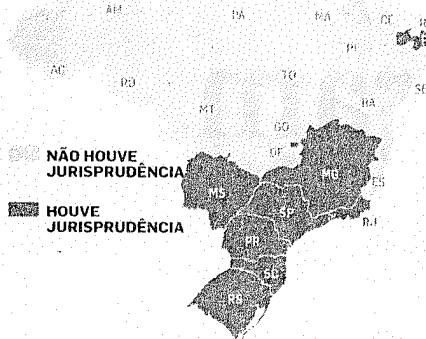 AM
PA
MA
CE
PI
AC
RO
TO
SE
MT
BA
GO
DF
NÃO HOUVE
JURISPRUDÊNCIA
MG
ES
MS
SP
HOUVE
JURISPRUDÊNCIA
RJ
PR
SC
RS